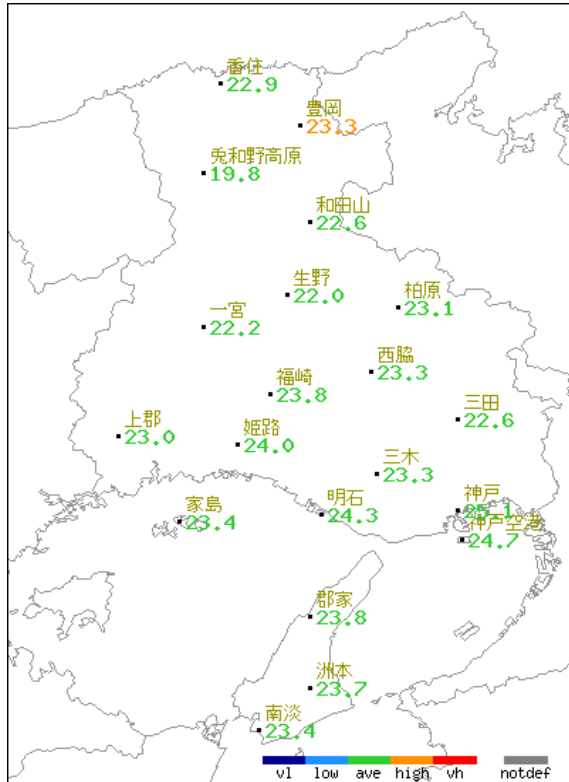 香住
22.9
豊岡
23.3
兎和野高原
19.8
和田山
22.6
生野
22.0
柏原
23.1
一宮
22.2
西脇
23.3
福崎
23.8
三田
22.6
上郡
23.0
姫路
24.0
三木
23.3
神戸
25.1
明石
24.3
家島
23.4
神戸空港
24.7
郡家
23.8
洲本
23.7
南淡
23.4
vl low ave high vh notdef